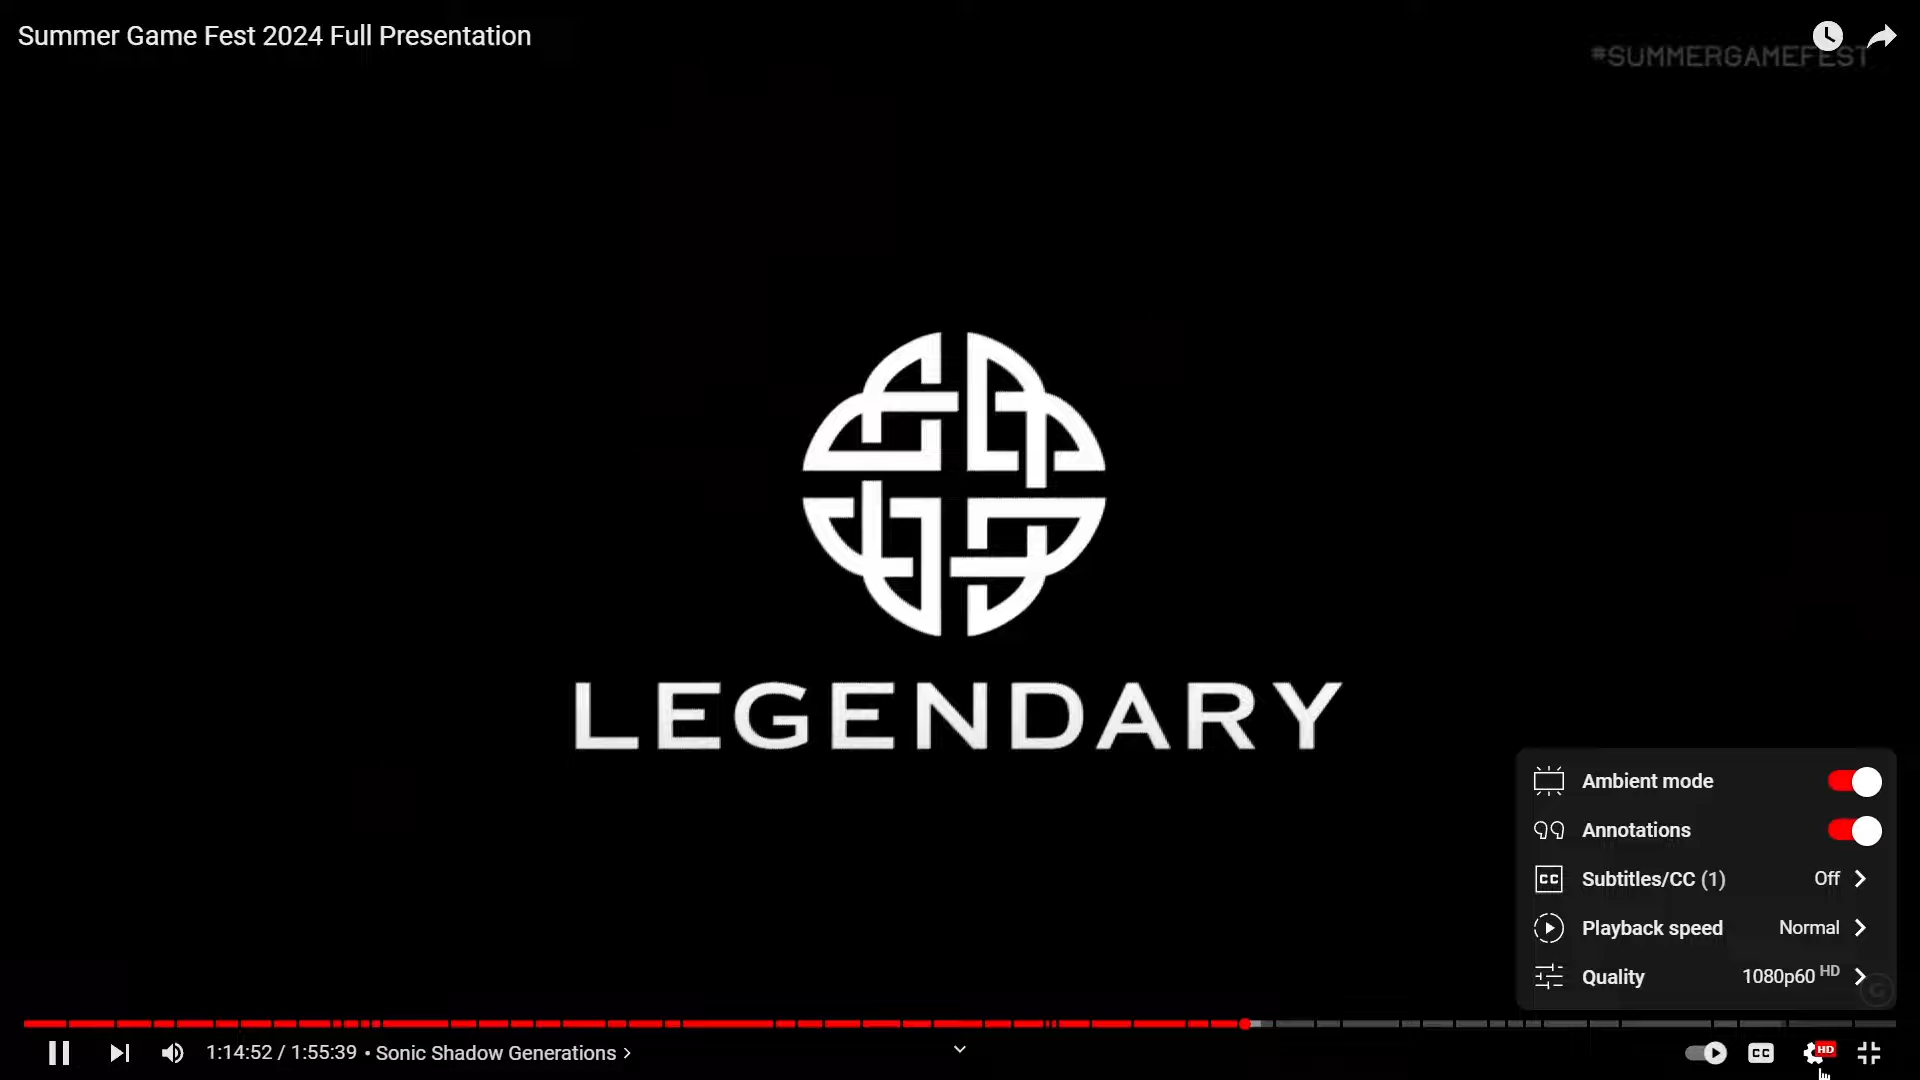 Summer Game Fest 2024 Full Presentation
#SUMMERGAMEFEST
LEGENDARY
Ambient mode
Annotations
Subtitles/CC (1) Off
Playback speed Normal
Quality 1080p60 HD
1:14:52 / 1:55:39 • Sonic Shadow Generations
CC
HD